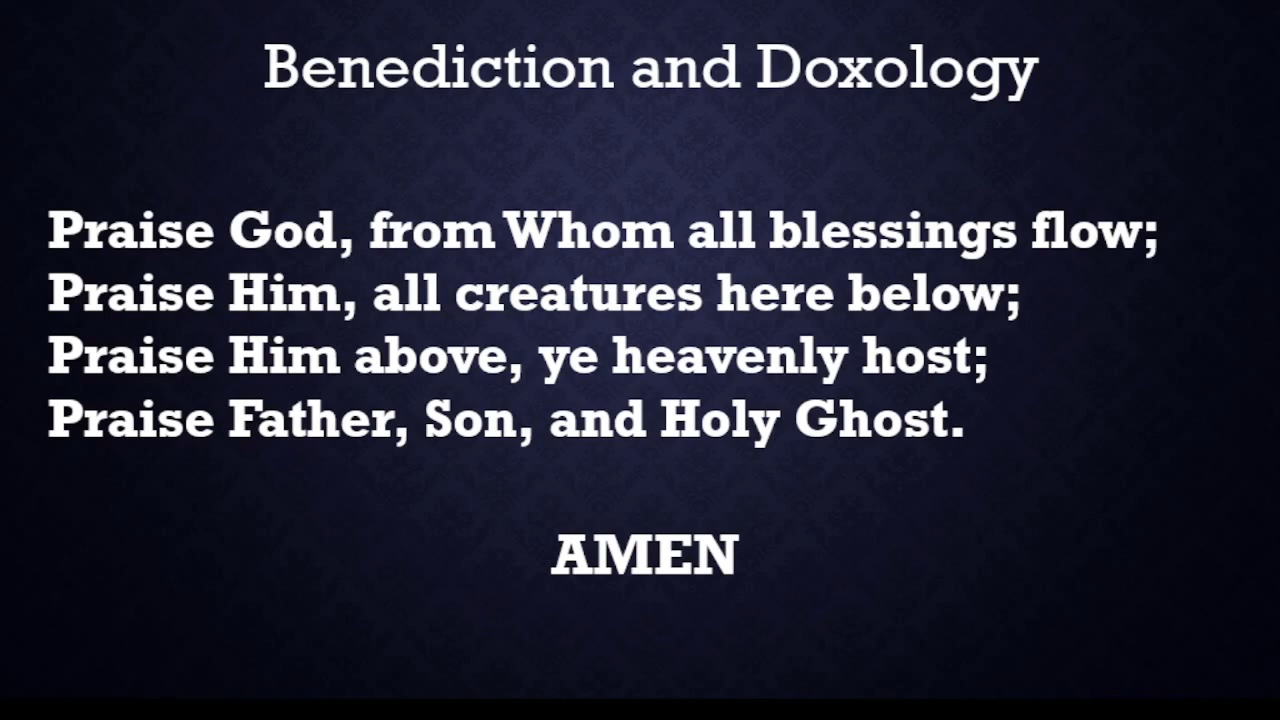 Benediction and Doxology
Praise God, from Whom all blessings flow;
Praise Him, all creatures here below;
Praise Him above, ye heavenly host;
Praise Father, Son, and Holy Ghost.
AMEN